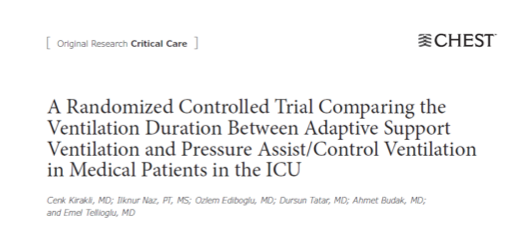 [ Original Research Critical Care ]
CHEST
A Randomized Controlled Trial Comparing the
Ventilation Duration Between Adaptive Support
Ventilation and Pressure Assist/Control Ventilation
in Medical Patients in the ICU
Cenk Kirakli, MD; Ilknur Naz, PT, MS; Ozlem Ediboglu, MD; Dursun Tatar, MD; Ahmet Budak, MD;
and Emel Tellioglu, MD